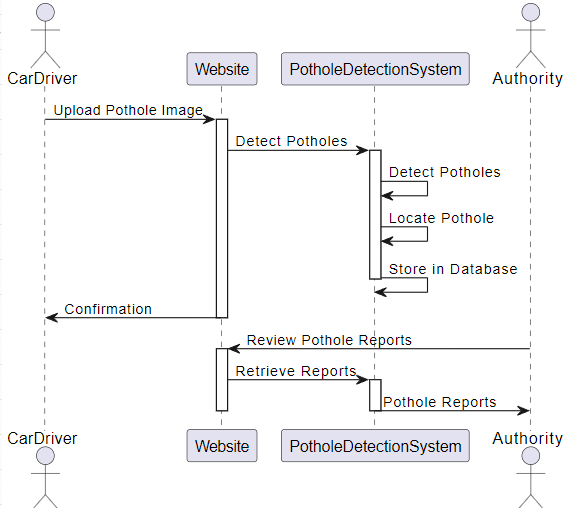 CarDriver
Website
PotholeDetectionSystem
Authority
Upload Pothole Image
Detect Potholes
Detect Potholes
Locate Pothole
Store in Database
Confirmation
Review Pothole Reports
Retrieve Reports
Pothole Reports
CarDriver
Website
PotholeDetectionSystem
Authority